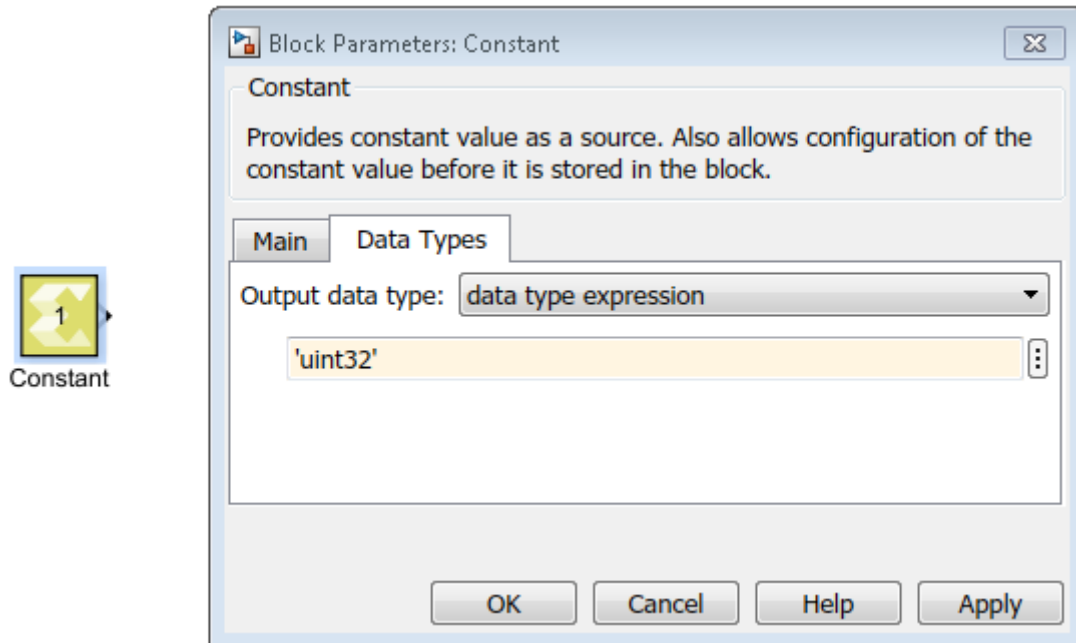 Block Parameters: Constant
Constant
Provides constant value as a source. Also allows configuration of the
constant value before it is stored in the block.
Main Data Types
Output data type: data type expression
1
'uint32'
Constant
OK Cancel Help Apply